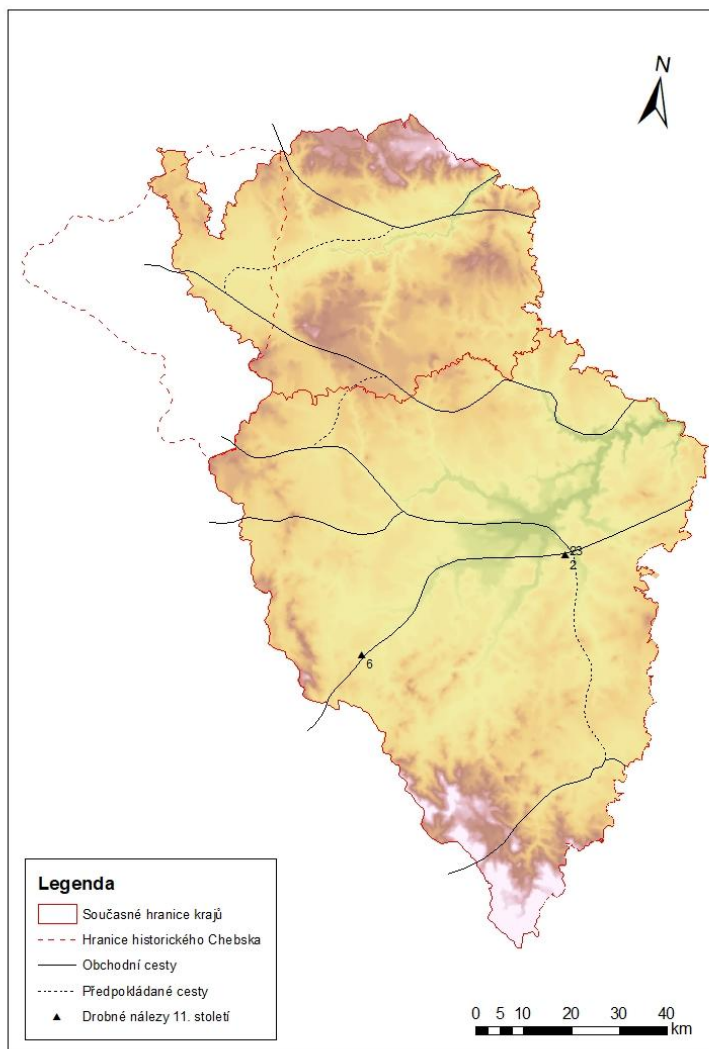 N
23
2
6
Legenda
Současné hranice krajů
Hranice historického Chebska
Obchodní cesty
Předpokládané cesty
Drobné nálezy 11. století
0 5 10 20 30 40
km